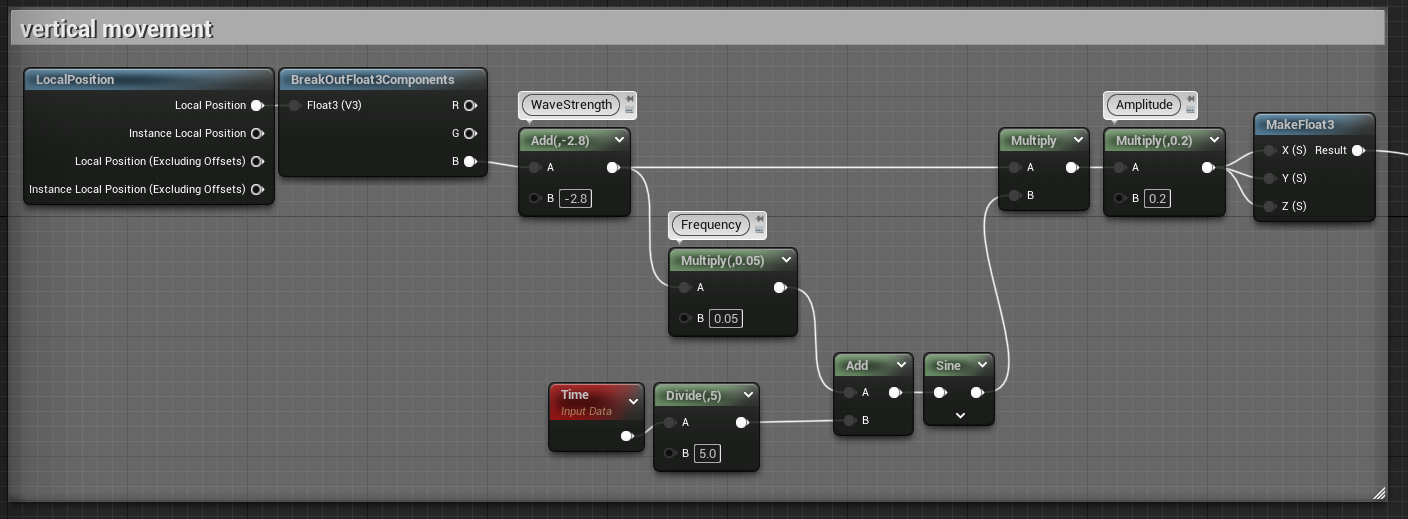 vertical movement
LocalPosition
Local Position
Instance Local Position
Local Position (Excluding Offsets)
Instance Local Position (Excluding Offsets)
BreakOutFloat3Components
Float3 (V3) R
G
B
WaveStrength
Add(,-2.8)
A
B -2.8
Frequency
Multiply(,0.05)
A
B 0.05
Time
Input Data
Divide(,5)
A
B 5.0
Add
A
B
Sine
Multiply
A
B
Amplitude
Multiply(,0.2)
A
B 0.2
MakeFloat3
X (S) Result
Y (S)
Z (S)